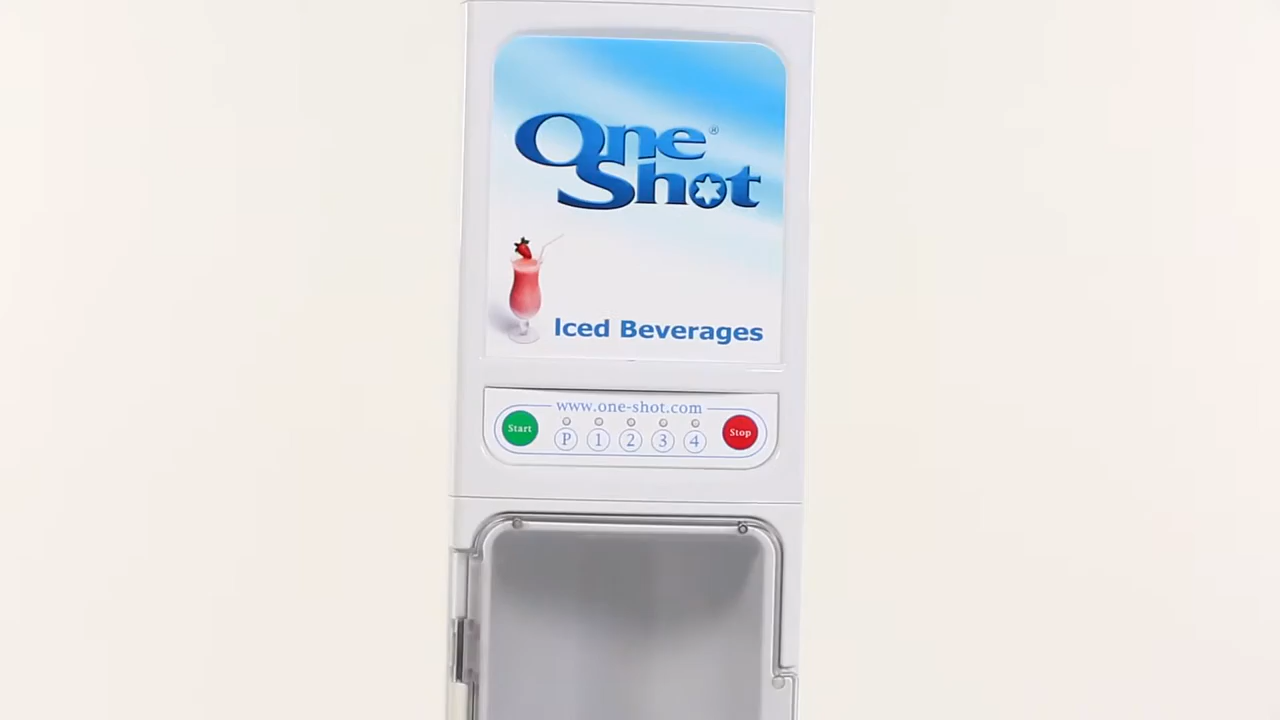 One®
Shot
Iced Beverages
www.one-shot.com
Start P 1 2 3 4 Stop